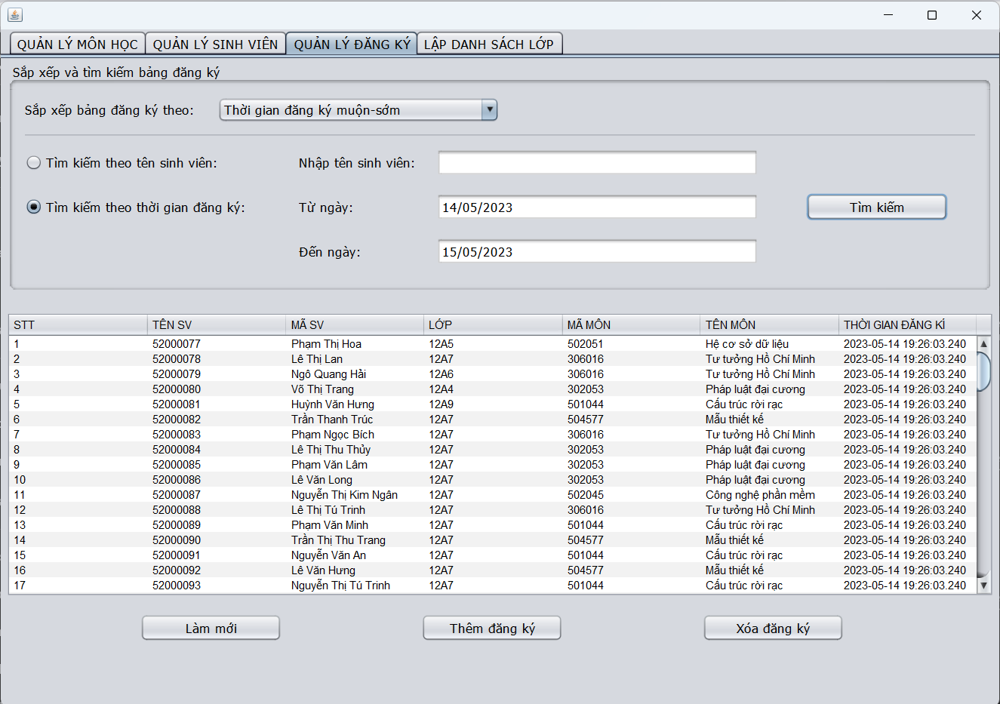 QUẢN LÝ MÔN HỌC QUẢN LÝ SINH VIÊN QUẢN LÝ ĐĂNG KÝ LẬP DANH SÁCH LỚP
Sắp xếp và tìm kiếm bảng đăng ký
Sắp xếp bảng đăng ký theo: Thời gian đăng ký muộn-sớm
Tìm kiếm theo tên sinh viên: Nhập tên sinh viên:
Tìm kiếm theo thời gian đăng ký: Từ ngày: 14/05/2023 Tìm kiếm
Đến ngày: 15/05/2023
STT TÊN SV MÃ SV LỚP MÃ MÔN TÊN MÔN THỜI GIAN ĐĂNG KÍ
1 52000077 Phạm Thị Hoa 12A5 502051 Hệ cơ sở dữ liệu 2023-05-14 19:26:03.240
2 52000078 Lê Thị Lan 12A7 306016 Tư tưởng Hồ Chí Minh 2023-05-14 19:26:03.240
3 52000079 Ngô Quang Hải 12A6 306016 Tư tưởng Hồ Chí Minh 2023-05-14 19:26:03.240
4 52000080 Võ Thị Trang 12A4 302053 Pháp luật đại cương 2023-05-14 19:26:03.240
5 52000081 Huỳnh Văn Hưng 12A9 501044 Cấu trúc rời rạc 2023-05-14 19:26:03.240
6 52000082 Trần Thanh Trúc 12A7 504577 Mẫu thiết kế 2023-05-14 19:26:03.240
7 52000083 Phạm Ngọc Bích 12A7 306016 Tư tưởng Hồ Chí Minh 2023-05-14 19:26:03.240
8 52000084 Lê Thị Thu Thủy 12A7 302053 Pháp luật đại cương 2023-05-14 19:26:03.240
9 52000085 Phạm Văn Lâm 12A7 302053 Pháp luật đại cương 2023-05-14 19:26:03.240
10 52000086 Lê Văn Long 12A7 302053 Pháp luật đại cương 2023-05-14 19:26:03.240
11 52000087 Nguyễn Thị Kim Ngân 12A7 502045 Công nghệ phần mềm 2023-05-14 19:26:03.240
12 52000088 Lê Thị Tú Trinh 12A7 306016 Tư tưởng Hồ Chí Minh 2023-05-14 19:26:03.240
13 52000089 Phạm Văn Minh 12A7 501044 Cấu trúc rời rạc 2023-05-14 19:26:03.240
14 52000090 Trần Thị Thu Trang 12A7 504577 Mẫu thiết kế 2023-05-14 19:26:03.240
15 52000091 Nguyễn Văn An 12A7 501044 Cấu trúc rời rạc 2023-05-14 19:26:03.240
16 52000092 Lê Văn Hưng 12A7 504577 Mẫu thiết kế 2023-05-14 19:26:03.240
17 52000093 Nguyễn Thị Tú Trinh 12A7 501044 Cấu trúc rời rạc 2023-05-14 19:26:03.240
Làm mới Thêm đăng ký Xóa đăng ký